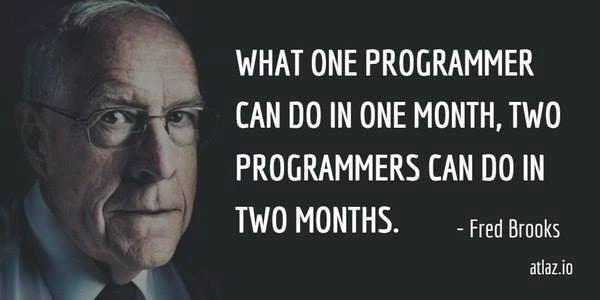 WHAT ONE PROGRAMMER
CAN DO IN ONE MONTH, TWO
PROGRAMMERS CAN DO IN
TWO MONTHS.
- Fred Brooks
atlaz.io